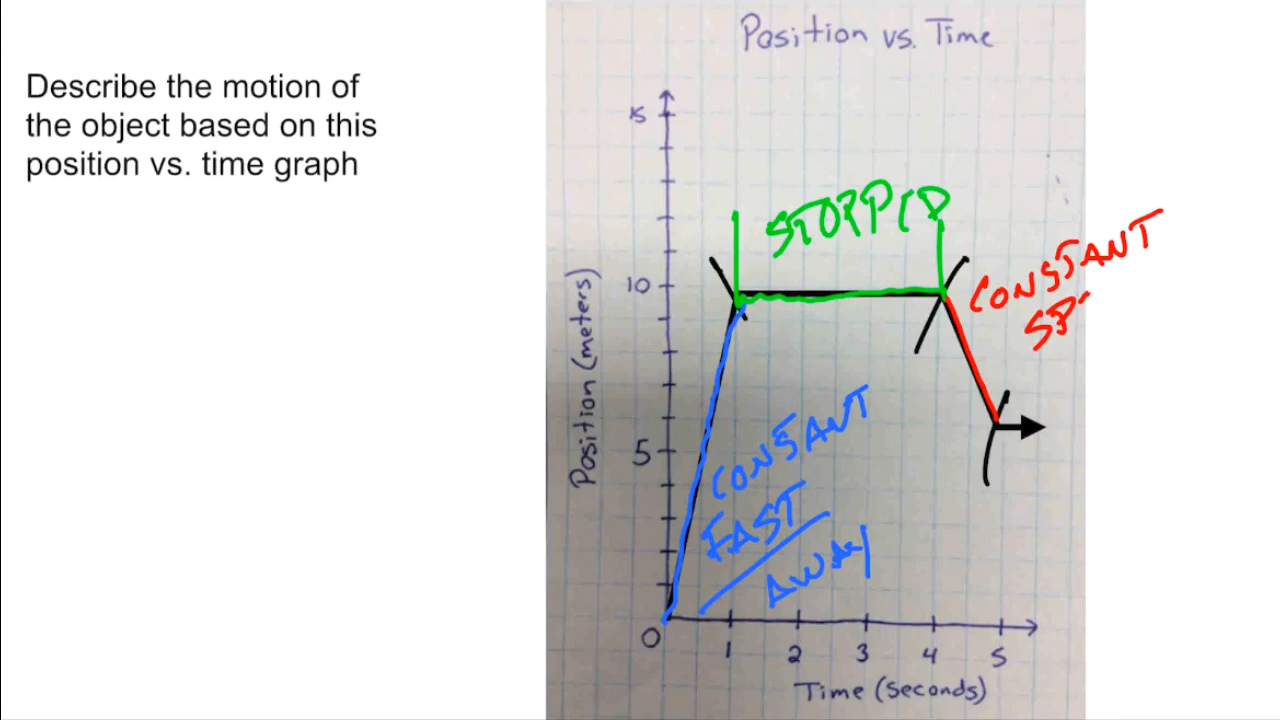 Describe the motion of
the object based on this
position vs. time graph
Position vs. Time
15
10
5
0
Position (meters)
STOPPED
CONSTANT
SP
CONSTANT
FAST
AWAY
1 2 3 4 5
Time (seconds)